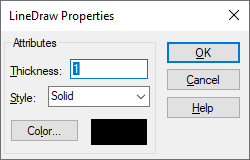 LineDraw Properties
Attributes
Thickness: 1
Style: Solid
Color...
OK
Cancel
Help